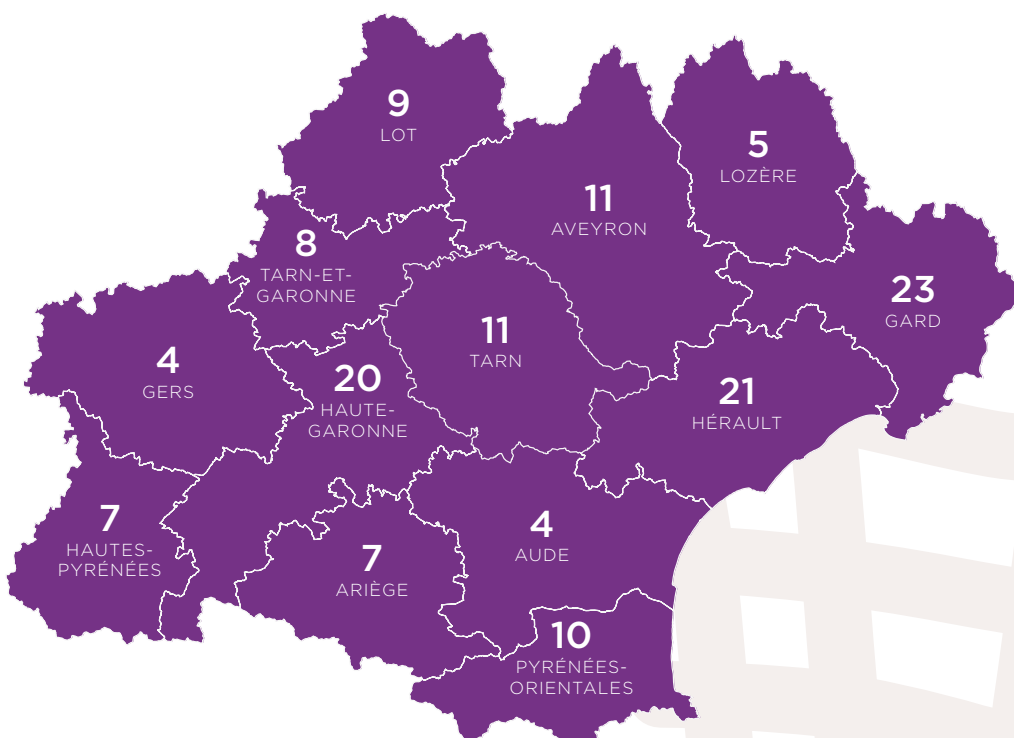 9
LOT
5
LOZÈRE
11
AVEYRON
8
TARN-ET-
GARONNE
23
GARD
11
TARN
4
GERS
20
HAUTE-
GARONNE
21
HÉRAULT
7
HAUTES-
PYRÉNÉES
4
AUDE
7
ARIÈGE
10
PYRÉNÉES-
ORIENTALES